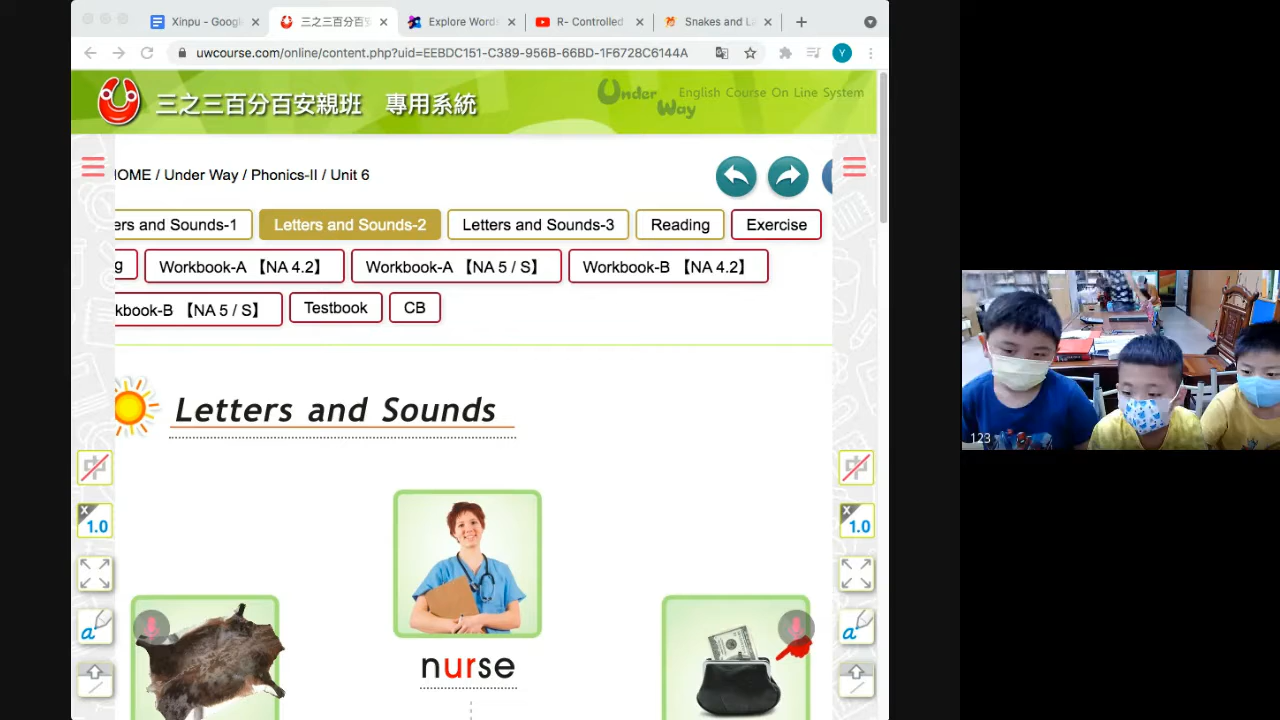 Xinpu - Googl
三之三百分百安
Explore Words
R- Controlled
Snakes and La
uwcourse.com/online/content.php?uid=EEBDC151-C389-956B-66BD-1F6728C6144A
Y
三之三百分百安親班 專用系統
Under Way
English Course On Line System
HOME / Under Way / Phonics-II / Unit 6
ers and Sounds-1
Letters and Sounds-2
Letters and Sounds-3
Reading
Exercise
g
Workbook-A 【NA 4.2】
Workbook-A 【NA 5 / S】
Workbook-B 【NA 4.2】
kbook-B 【NA 5 / S】
Testbook
CB
Letters and Sounds
中
中
X 1.0
X 1.0
a
a
nurse
123